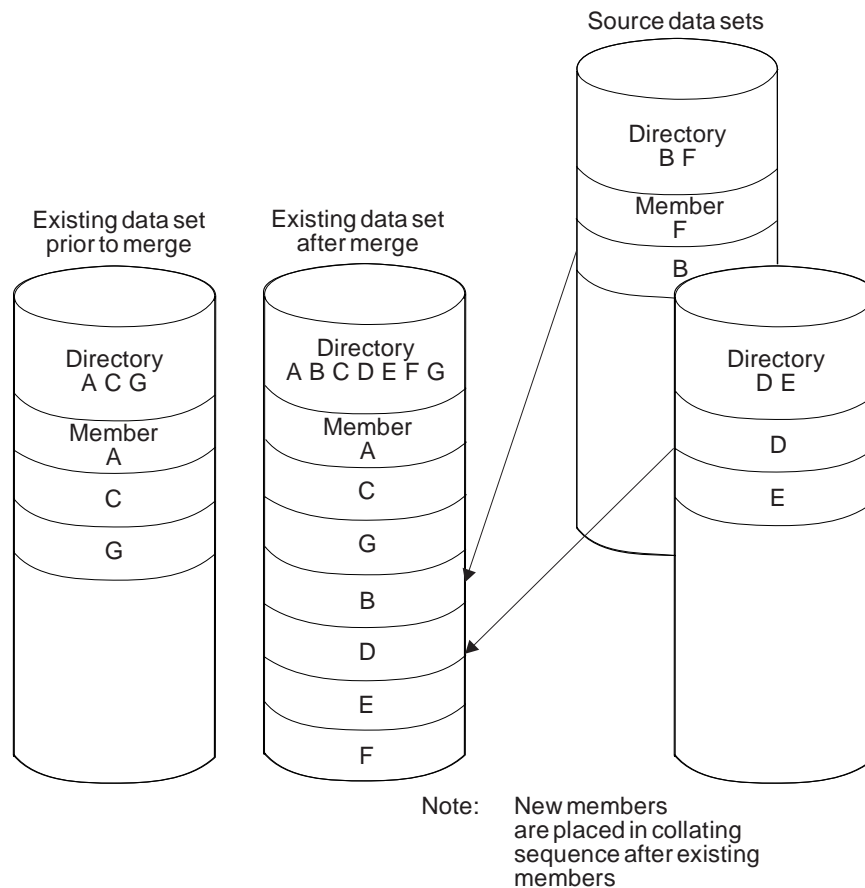 Source data sets
Directory
B F
Member
F
B
Existing data set
prior to merge
Directory
A C G
Member
A
C
G
Existing data set
after merge
Directory
A B C D E F G
Member
A
C
G
B
D
E
F
Directory
D E
D
E
Note: New members
are placed in collating
sequence after existing
members